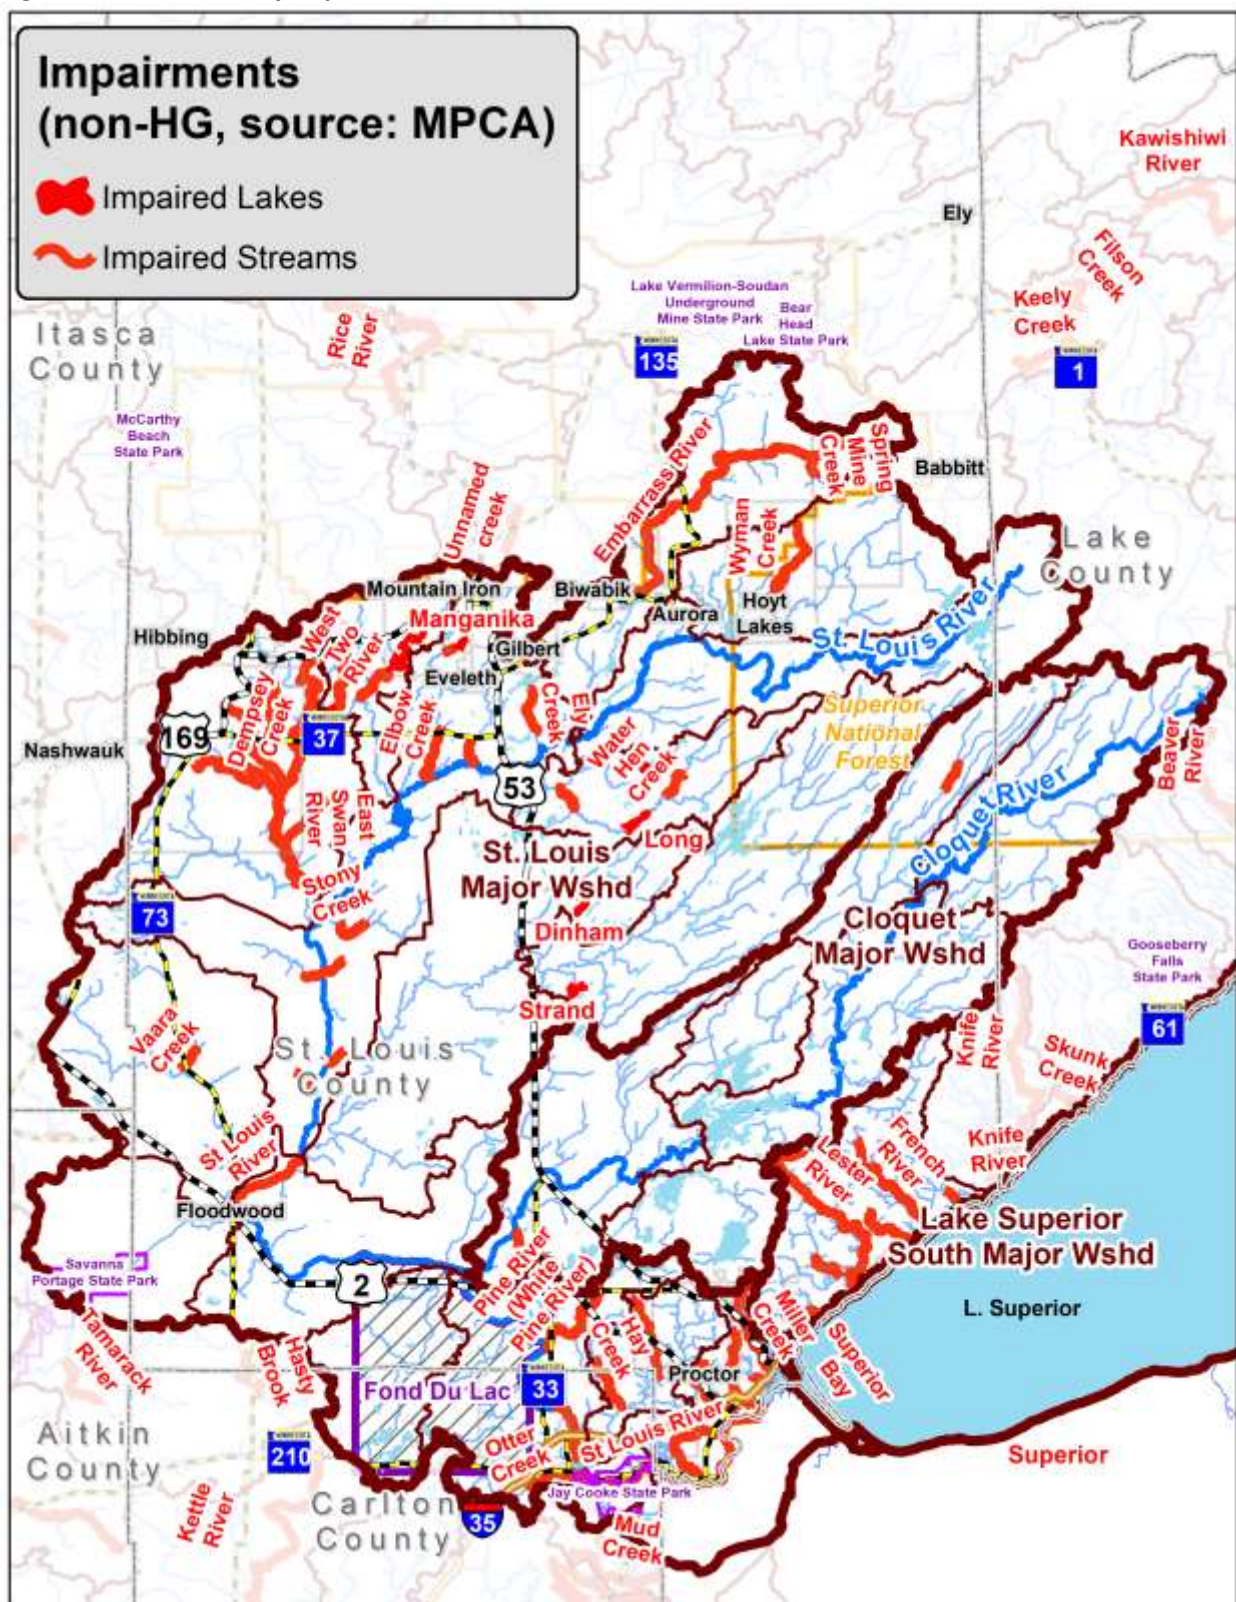 Impairments
(non-HG, source: MPCA)
Impaired Lakes
Impaired Streams
Kawishiwi
River
Ely
Filson
Creek
Keely
Creek
1
Lake Vermilion-Soudan
Underground
Mine State Park
Bear
Head
Lake State Park
135
Rice
River
Itasca
County
McCarthy
Beach
State Park
Embarrass River
Spring
Mine
Creek
Babbitt
Unnamed
creek
Wyman
Creek
Lake
County
Mountain Iron
Biwabik
Aurora
Hoyt
Lakes
Hibbing
Manganika
Gilbert
Eveleth
St. Louis River
West
Two
River
Dempsey
Creek
Elbow
Creek
Ely
Creek
Water
Hen
Creek
Superior
National
Forest
Beaver
River
Nashwauk
169
37
53
Cloquet River
East
Swan
River
Long
St. Louis
Major Wshd
Stony
Creek
73
Dinham
Cloquet
Major Wshd
Gooseberry
Falls
State Park
Strand
61
Vaara
Creek
St. Louis
County
Knife
River
Skunk
Creek
St Louis
River
Lester
River
French
River
Knife
River
Floodwood
Lake Superior
South Major Wshd
Savanna
Portage State Park
2
Pine River
(White
Pine River)
L. Superior
Tamarack
River
Hasty
Brook
Hay
Creek
Miller
Creek
Superior
Bay
Proctor
Fond Du Lac
33
Aitkin
County
210
Otter
Creek
St Louis River
Superior
Jay Cooke State Park
Kettle
River
Carlton
County
35
Mud
Creek